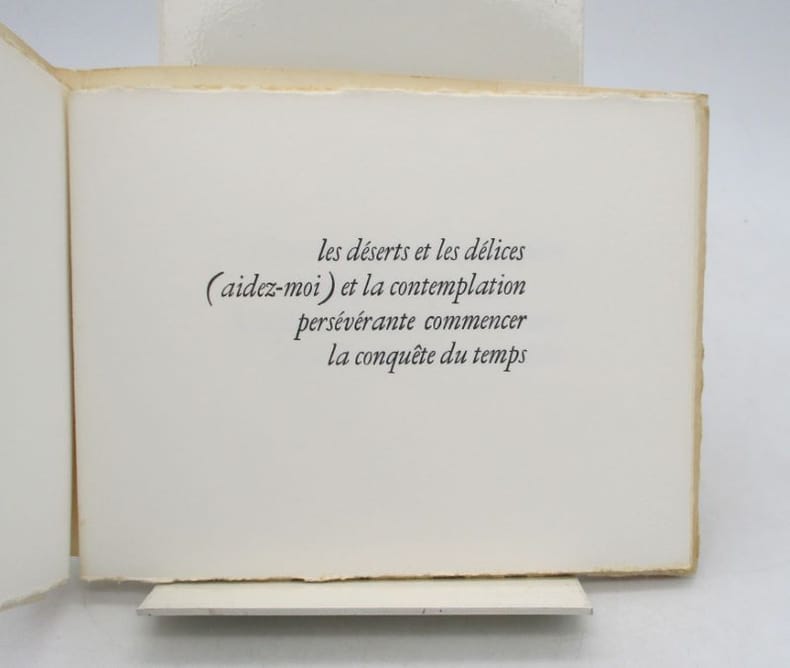 les déserts et les délices
(aidez-moi) et la contemplation
persévérante commencer
la conquête du temps